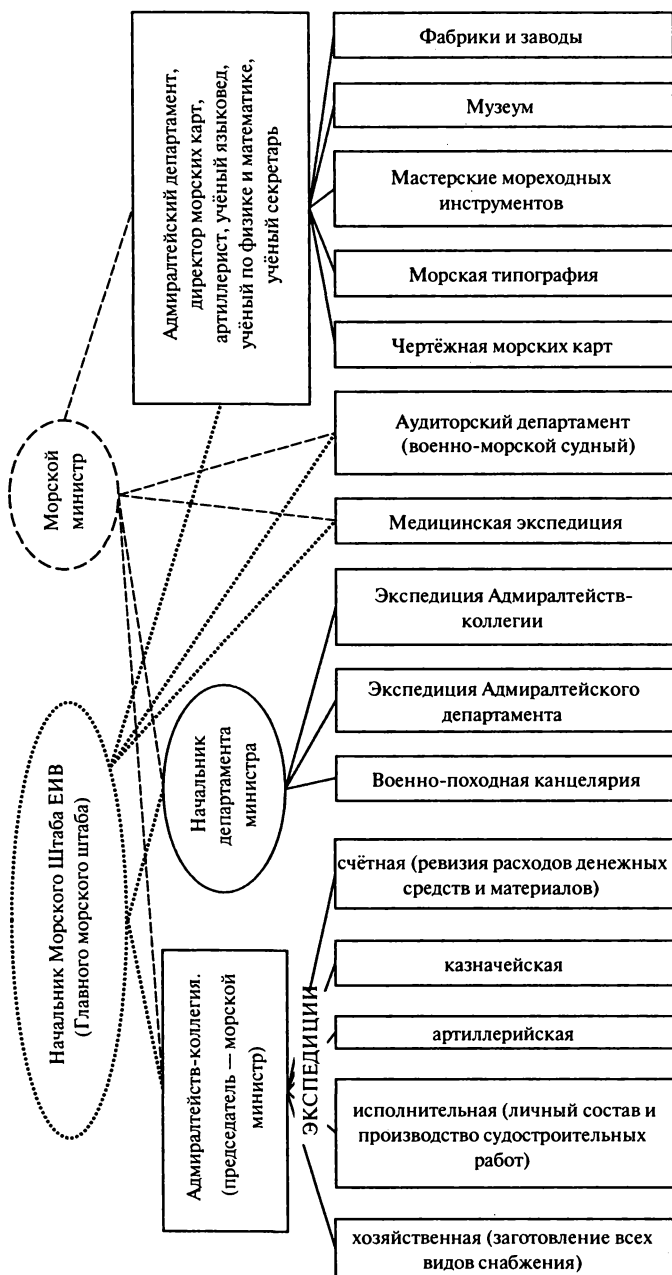 Морской
министр
Начальник Морского Штаба ЕИВ
(Главного морского штаба)
Адмиралтейский департамент,
директор морских карт,
артиллерист, учёный языковед,
учёный по физике и математике,
учёный секретарь
Начальник
департамента
министра
Адмиралтейств-коллегия.
(председатель — морской
министр)
ЭКСПЕДИЦИИ
Фабрики и заводы
Музеум
Мастерские мореходных
инструментов
Морская типография
Чертёжная морских карт
Аудиторский департамент
(военно-морской судный)
Медицинская экспедиция
Экспедиция Адмиралтейств-
коллегии
Экспедиция Адмиралтейского
департамента
Военно-походная канцелярия
счётная (ревизия расходов денежных
средств и материалов)
казначейская
артиллерийская
исполнительная (личный состав и
производство судостроительных
работ)
хозяйственная (заготовление всех
видов снабжения)